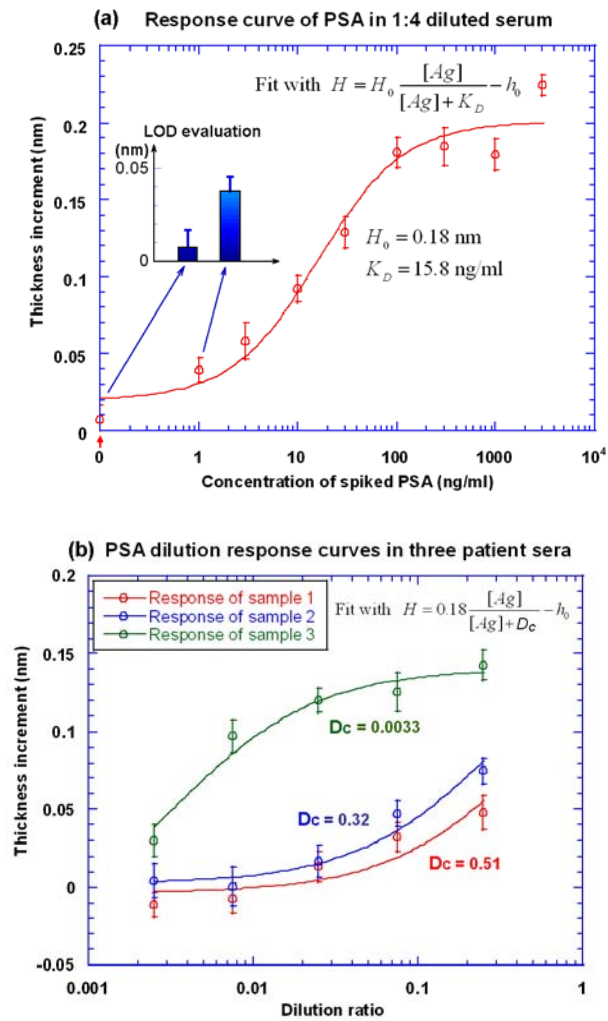 (a) Response curve of PSA in 1:4 diluted serum
0.25
0.2
0.15
0.1
0.05
0
Thickness increment (nm)
Fit with H = H₀ [Ag] / ([Ag] + K_D) − h₀
LOD evaluation
(nm)
0.05
0
H₀ = 0.18 nm
K_D = 15.8 ng/ml
0 1 10 100 1000 10⁴
Concentration of spiked PSA (ng/ml)
(b) PSA dilution response curves in three patient sera
0.2
0.15
0.1
0.05
0
-0.05
Thickness increment (nm)
Response of sample 1
Response of sample 2
Response of sample 3
Fit with H = 0.18 [Ag] / ([Ag] + Dc) − h₀
Dc = 0.0033
Dc = 0.32
Dc = 0.51
0.001 0.01 0.1 1
Dilution ratio